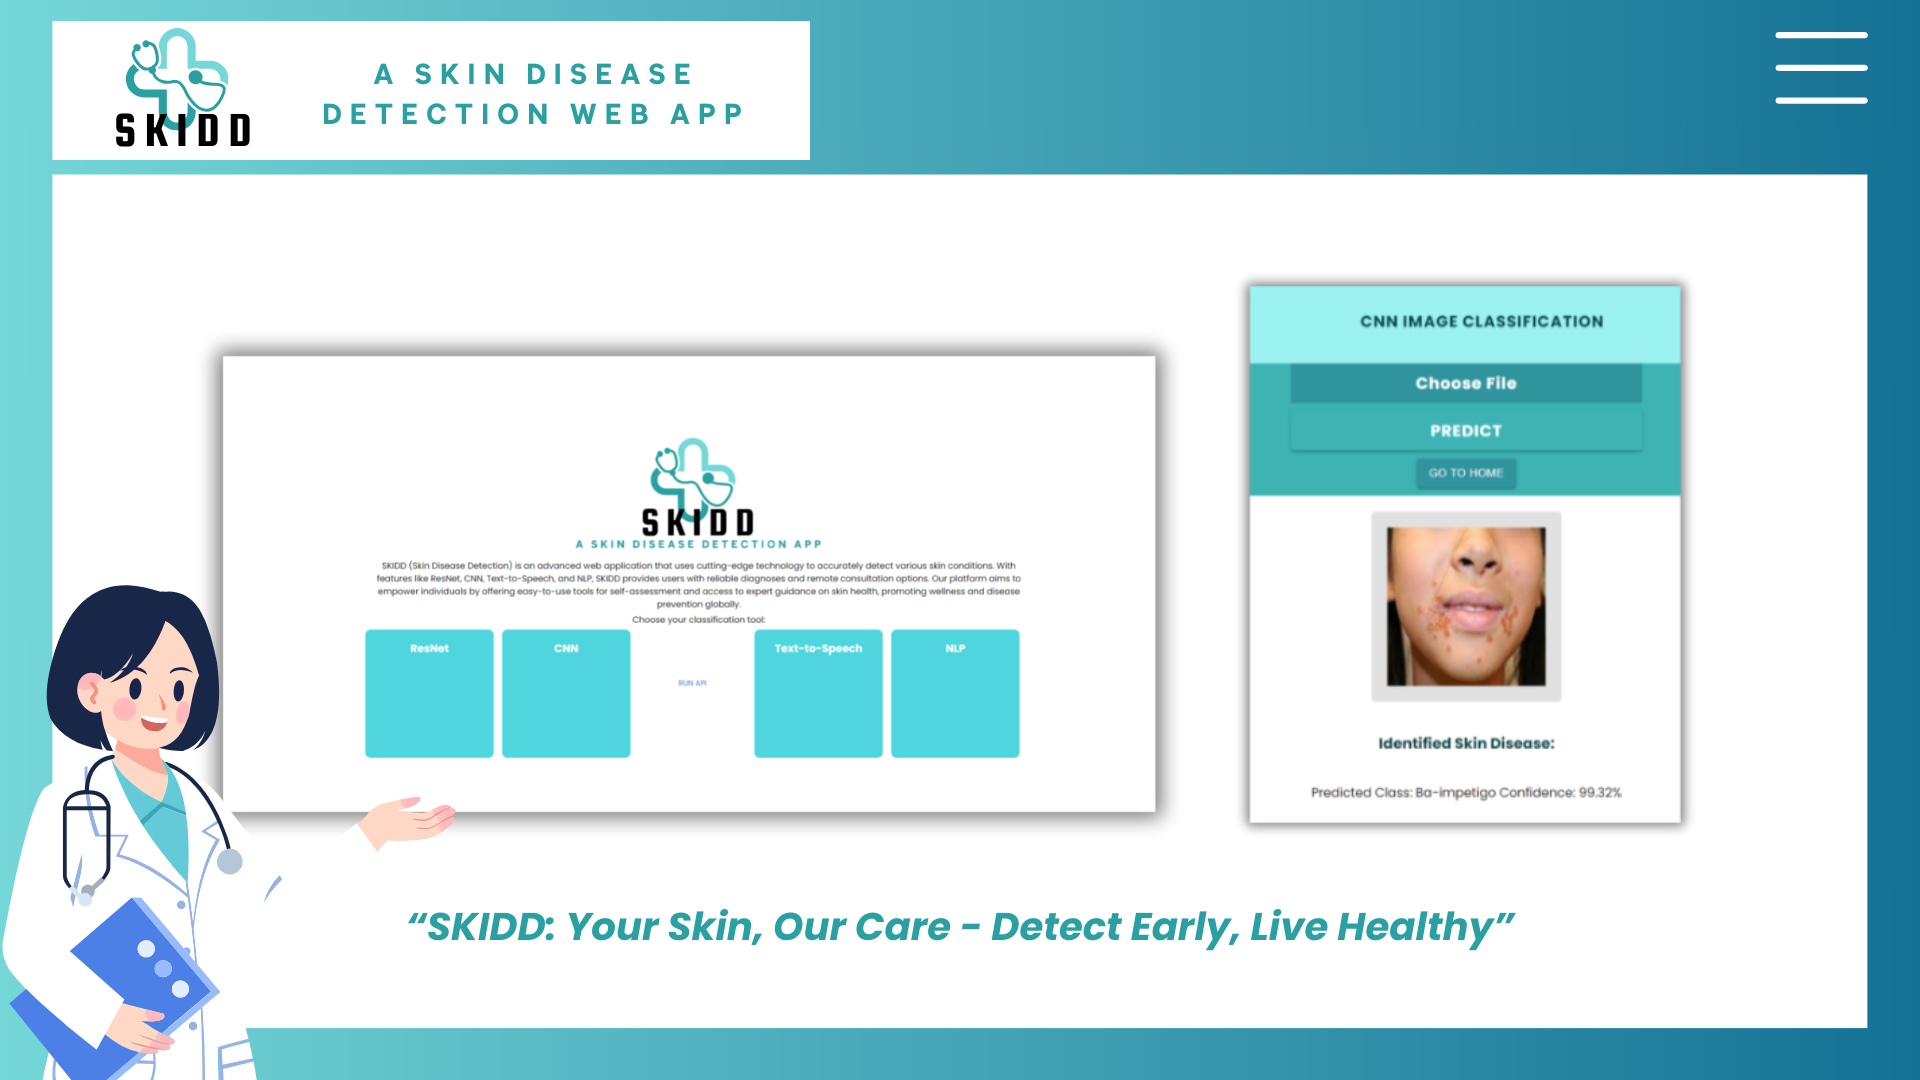 SKIDD
A SKIN DISEASE
DETECTION WEB APP
SKIDD
A SKIN DISEASE DETECTION APP
SKIDD (Skin Disease Detection) is an advanced web application that uses cutting-edge technology to accurately detect various skin conditions. With
features like ResNet, CNN, Text-to-Speech, and NLP, SKIDD provides users with reliable diagnoses and remote consultation options. Our platform aims to
empower individuals by offering easy-to-use tools for self-assessment and access to expert guidance on skin health, promoting wellness and disease
prevention globally.
Choose your classification tool:
ResNet
CNN
RUN API
Text-to-Speech
NLP
CNN IMAGE CLASSIFICATION
Choose File
PREDICT
GO TO HOME
Identified Skin Disease:
Predicted Class: Ba-impetigo Confidence: 99.32%
“SKIDD: Your Skin, Our Care - Detect Early, Live Healthy”